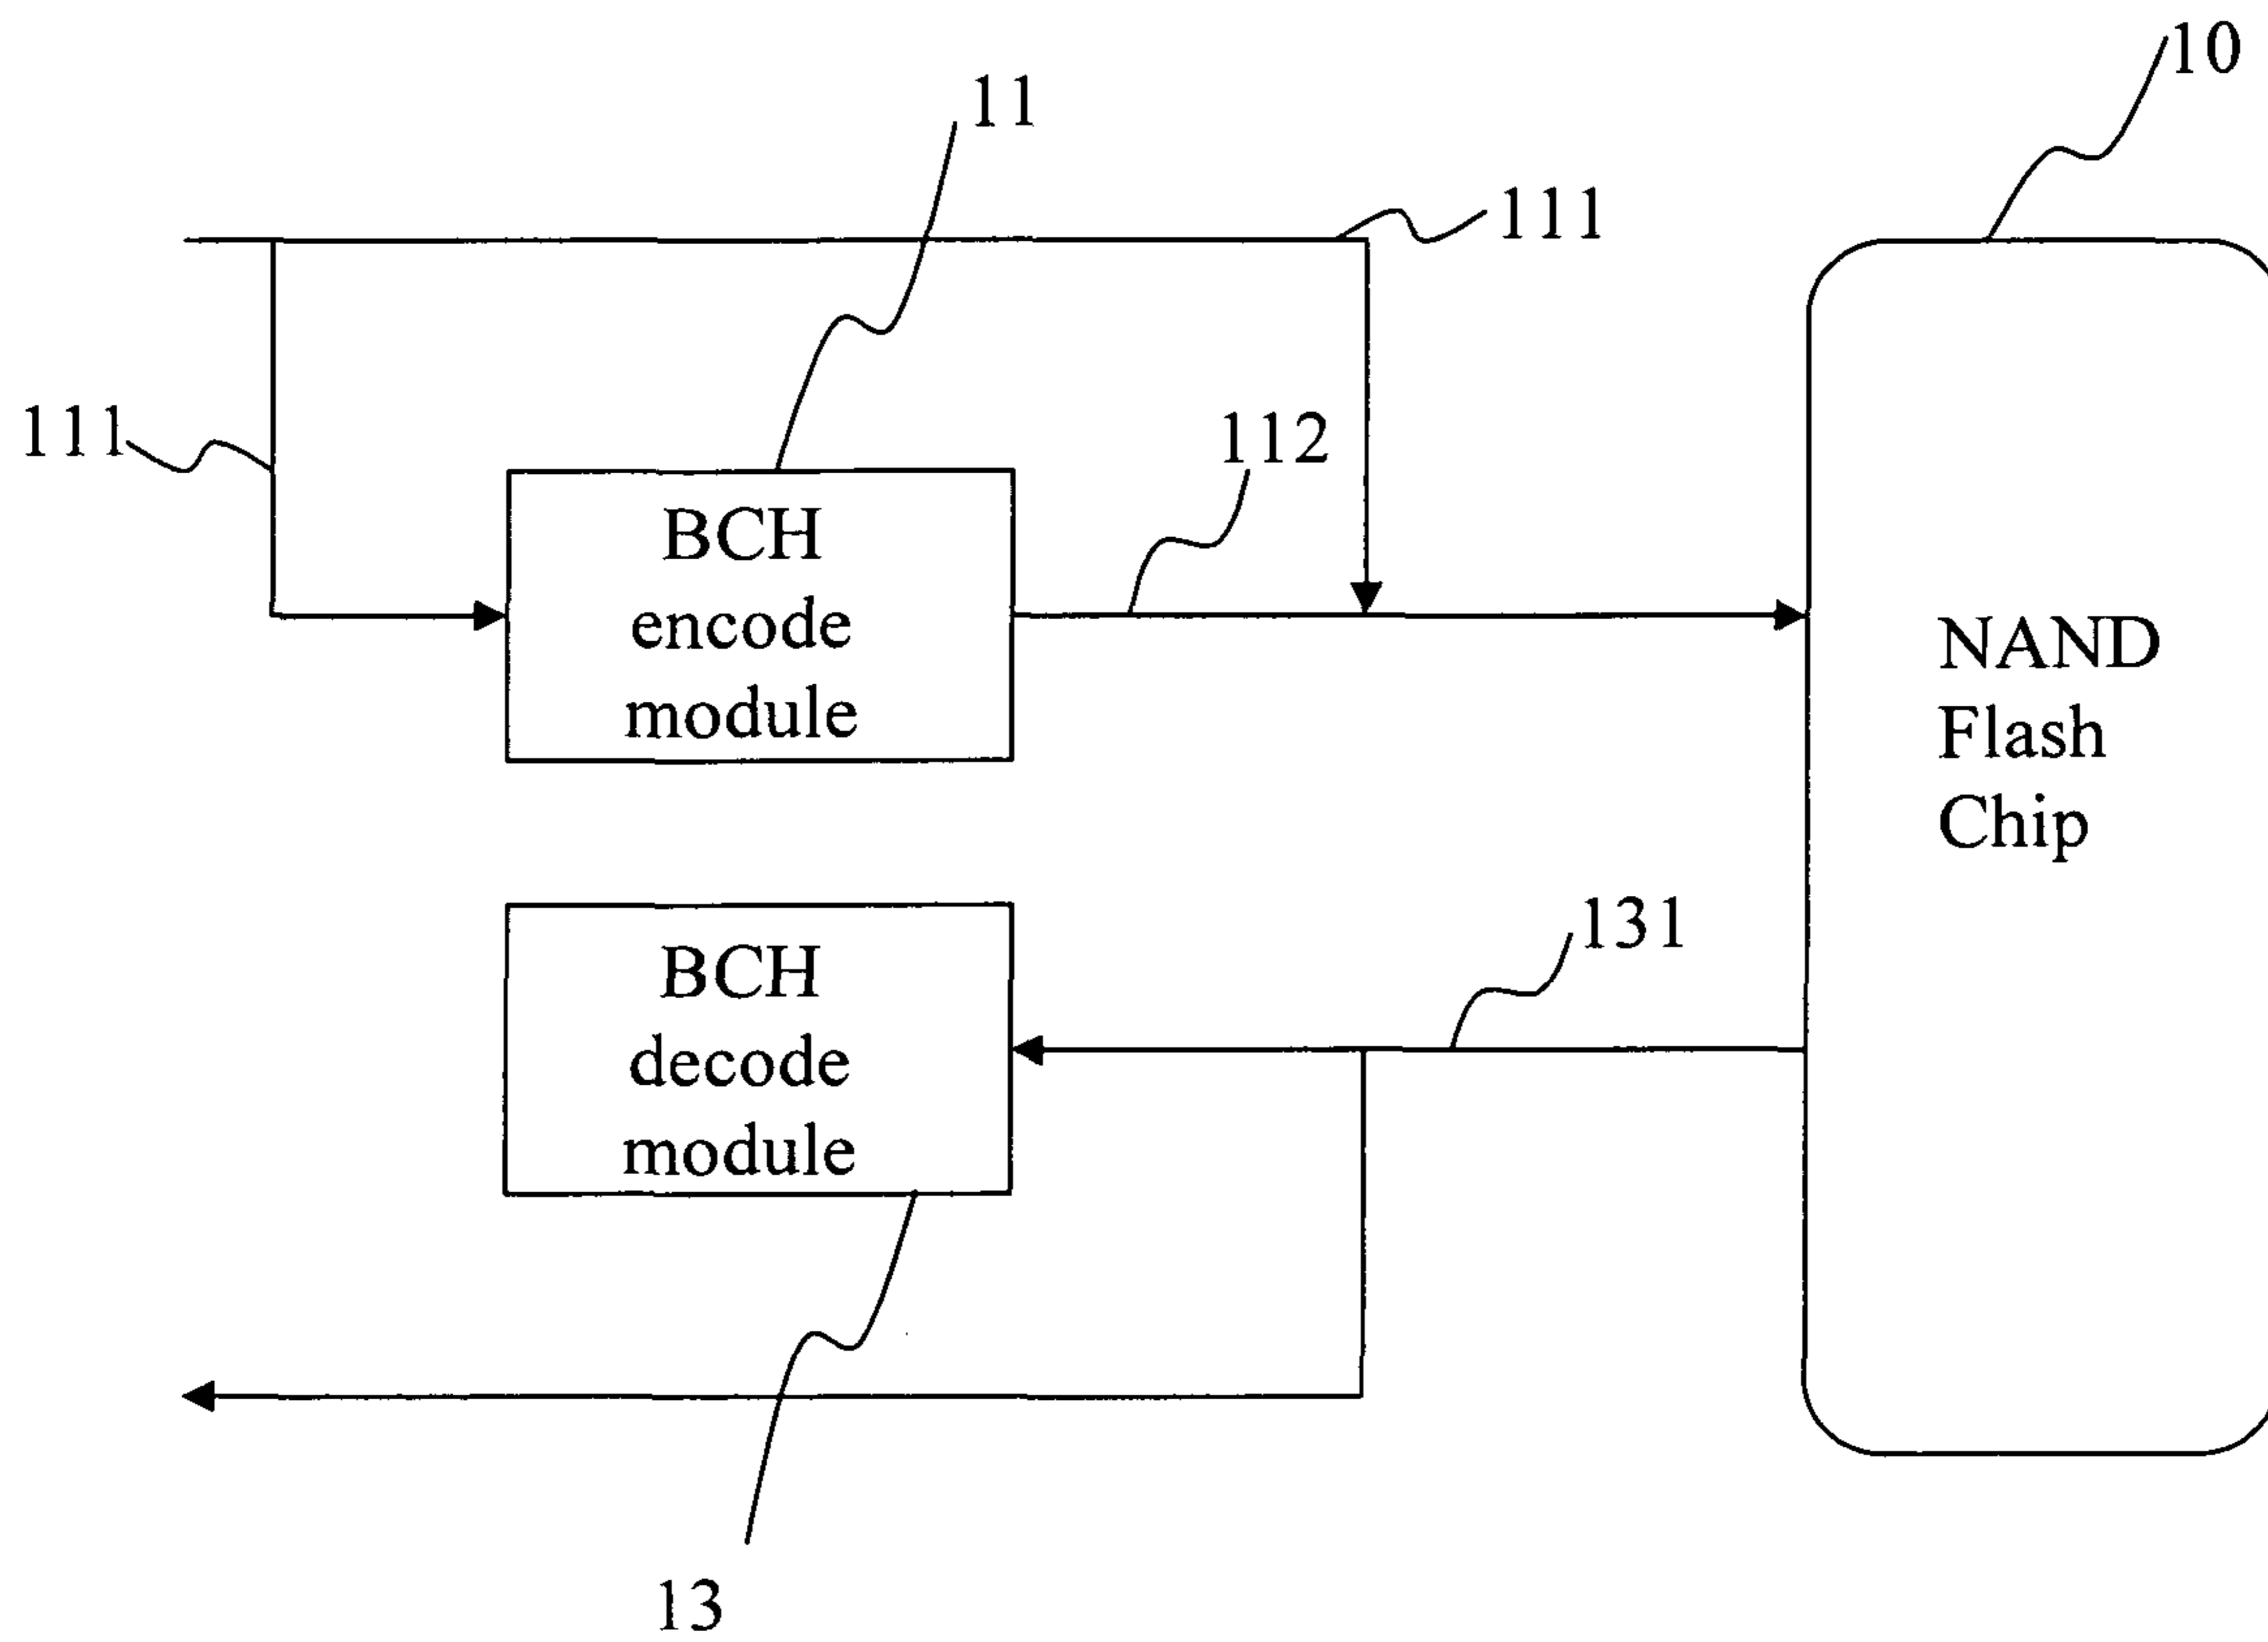 10
11
111
111
112
BCH
encode
module
NAND
Flash
Chip
131
BCH
decode
module
13